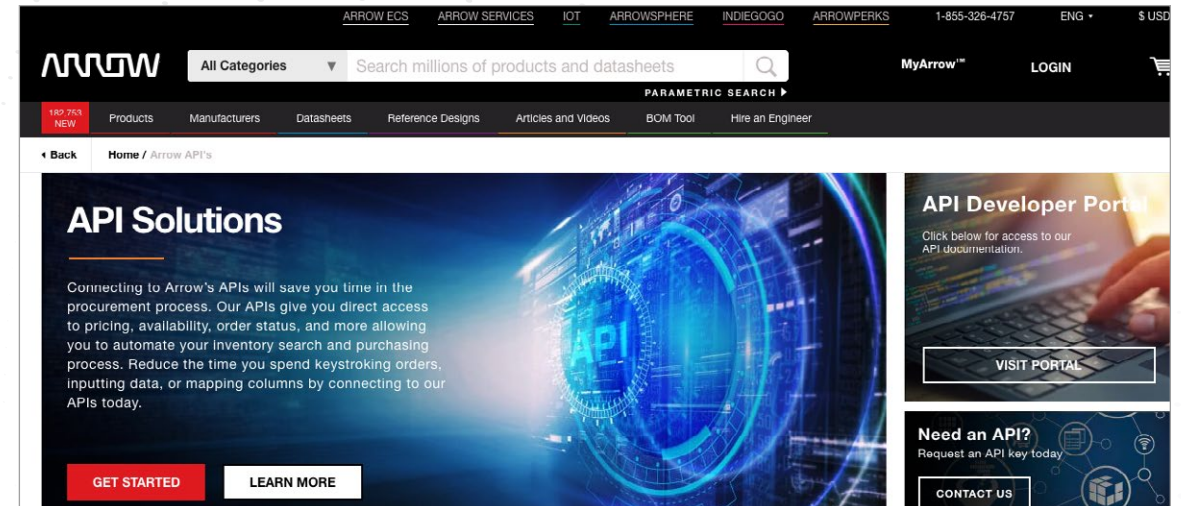 ARROW ECS ARROW SERVICES IOT ARROWSPHERE INDIEGOGO ARROWPERKS 1-855-326-4757 ENG $ USD
ARROW All Categories Search millions of products and datasheets MyArrow™ LOGIN
PARAMETRIC SEARCH
182,753
NEW Products Manufacturers Datasheets Reference Designs Articles and Videos BOM Tool Hire an Engineer
Back Home / Arrow API's
API Solutions
Connecting to Arrow's APIs will save you time in the
procurement process. Our APIs give you direct access
to pricing, availability, order status, and more allowing
you to automate your inventory search and purchasing
process. Reduce the time you spend keystroking orders,
inputting data, or mapping columns by connecting to our
APIs today.
GET STARTED LEARN MORE
API
API Developer Portal
Click below for access to our
API documentation.
VISIT PORTAL
Need an API?
Request an API key today
CONTACT US